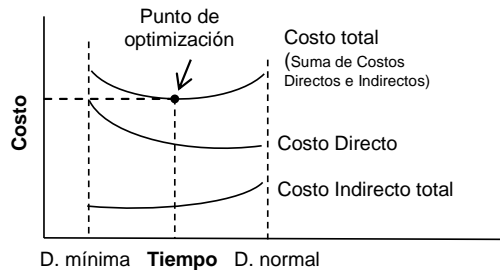 Punto de
optimización
Costo total
(Suma de Costos
Directos e Indirectos)
Costo
Costo Directo
Costo Indirecto total
D. mínima Tiempo D. normal